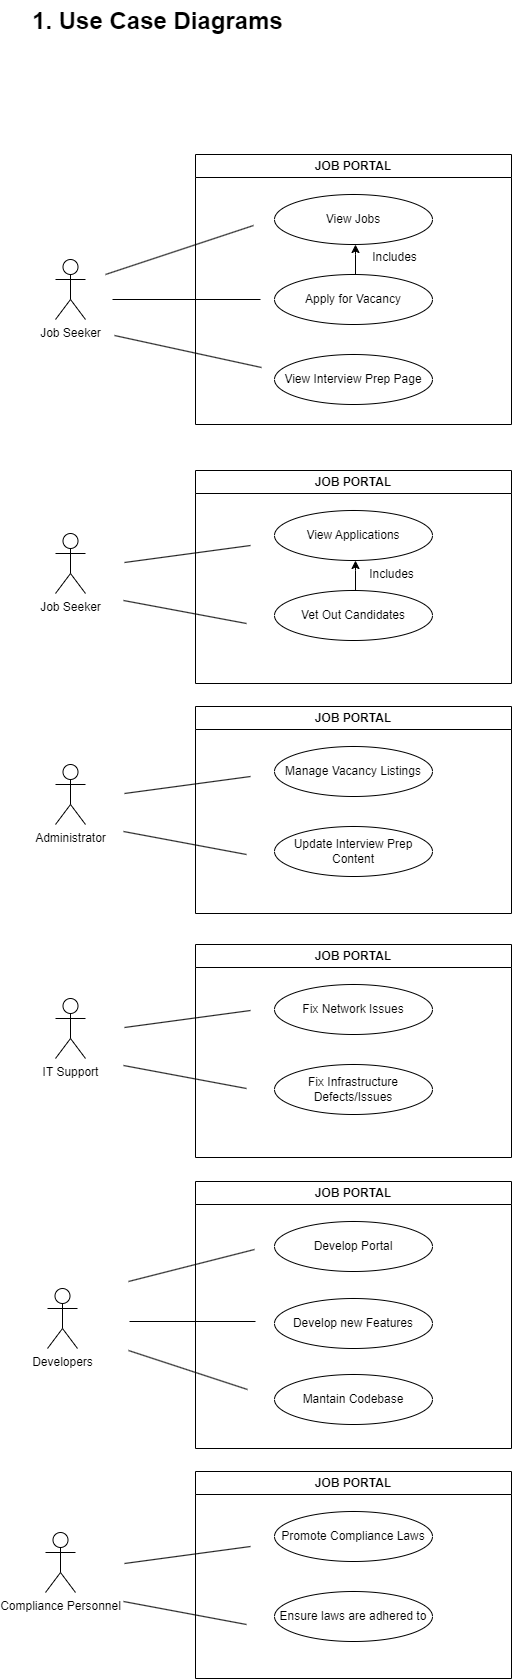 1. Use Case Diagrams
JOB PORTAL
View Jobs
Includes
Apply for Vacancy
Job Seeker
View Interview Prep Page
JOB PORTAL
View Applications
Includes
Job Seeker
Vet Out Candidates
JOB PORTAL
Manage Vacancy Listings
Administrator
Update Interview Prep
Content
JOB PORTAL
Fix Network Issues
IT Support
Fix Infrastructure
Defects/Issues
JOB PORTAL
Develop Portal
Develop new Features
Developers
Mantain Codebase
JOB PORTAL
Promote Compliance Laws
Compliance Personnel
Ensure laws are adhered to